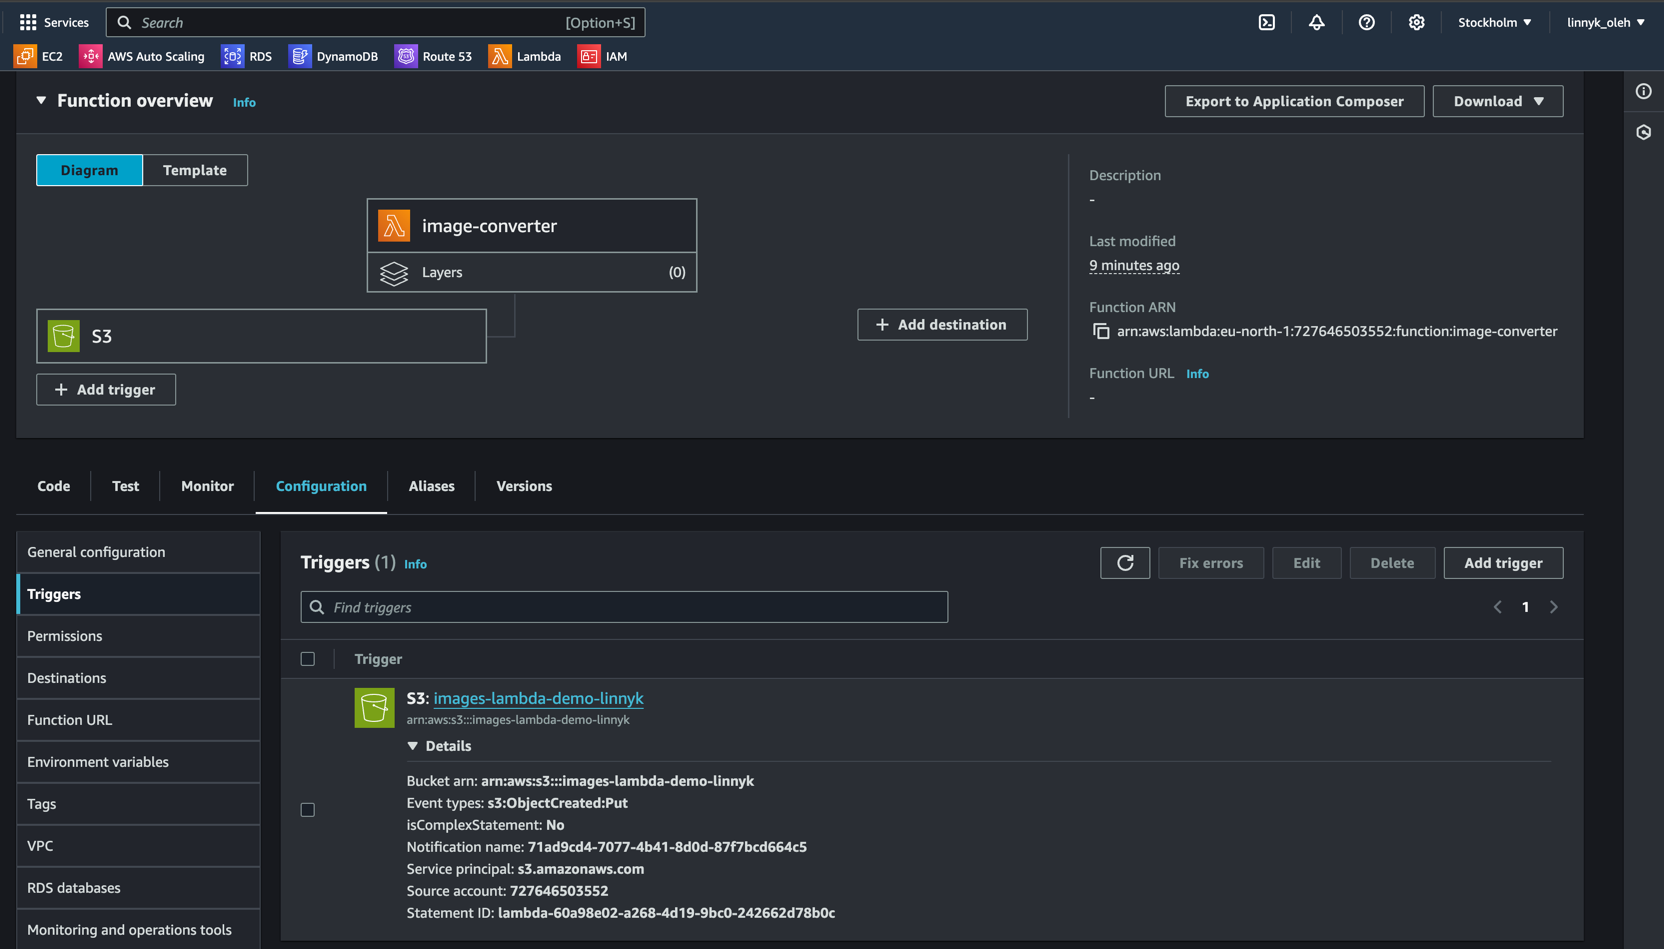 Services
Search
[Option+S]
Stockholm ▼
linnyk_oleh ▼
EC2
AWS Auto Scaling
RDS
DynamoDB
Route 53
Lambda
IAM
▼ Function overview Info
Export to Application Composer
Download ▼
Diagram
Template
image-converter
Layers (0)
S3
+ Add trigger
+ Add destination
Description
-
Last modified
9 minutes ago
Function ARN
arn:aws:lambda:eu-north-1:727646503552:function:image-converter
Function URL Info
-
Code
Test
Monitor
Configuration
Aliases
Versions
General configuration
Triggers
Permissions
Destinations
Function URL
Environment variables
Tags
VPC
RDS databases
Monitoring and operations tools
Triggers (1) Info
Fix errors
Edit
Delete
Add trigger
Find triggers
< 1 >
Trigger
S3: images-lambda-demo-linnyk
arn:aws:s3:::images-lambda-demo-linnyk
▼ Details
Bucket arn: arn:aws:s3:::images-lambda-demo-linnyk
Event types: s3:ObjectCreated:Put
isComplexStatement: No
Notification name: 71ad9cd4-7077-4b41-8d0d-87f7bcd664c5
Service principal: s3.amazonaws.com
Source account: 727646503552
Statement ID: lambda-60a98e02-a268-4d19-9bc0-242662d78b0c